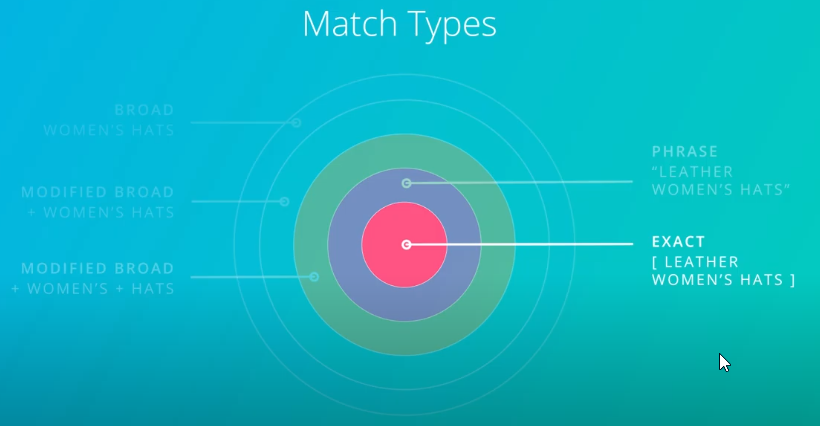 Match Types
BROAD
WOMEN'S HATS
MODIFIED BROAD
+ WOMEN'S HATS
MODIFIED BROAD
+ WOMEN'S + HATS
PHRASE
“LEATHER
WOMEN'S HATS”
EXACT
[ LEATHER
WOMEN'S HATS ]